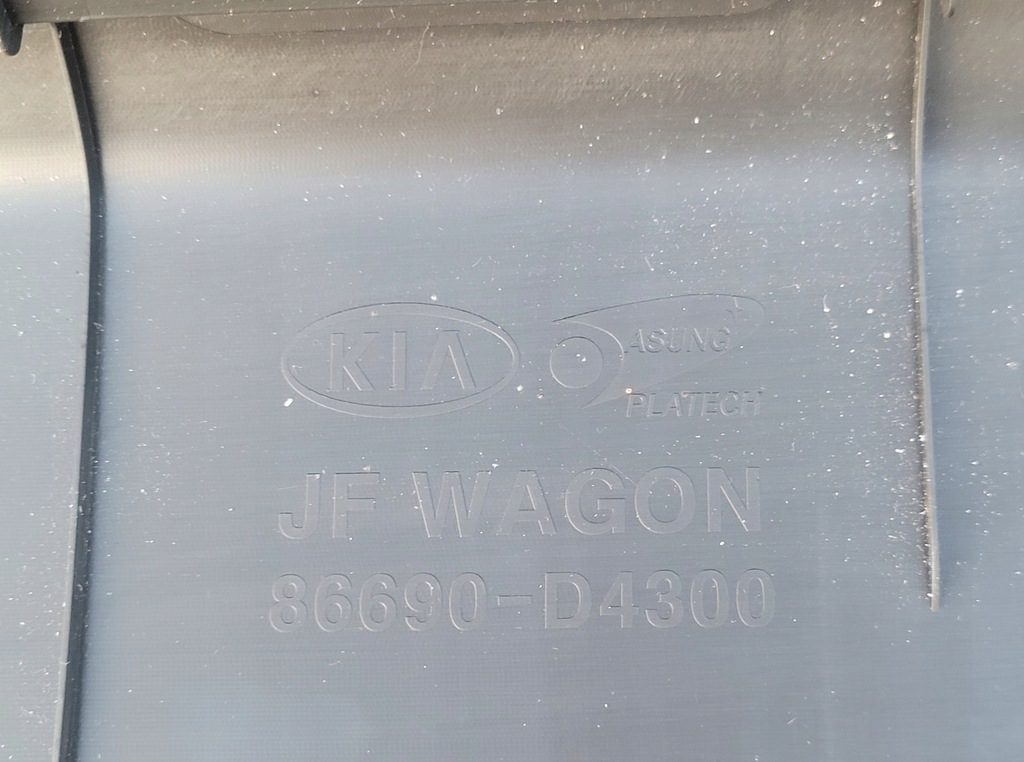 KIA
ASUNG
PLATECH
JF WAGON
86690-D4300